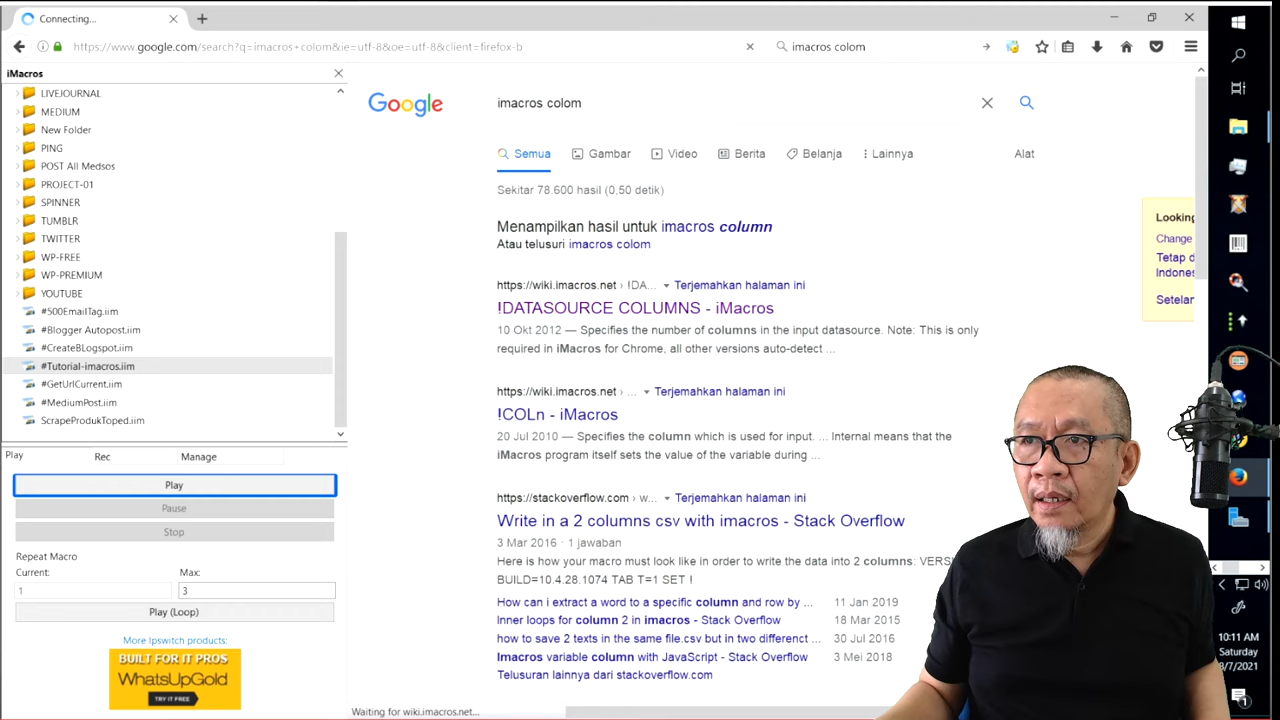 Connecting...
https://www.google.com/search?q=imacros+colom&ie=utf-8&oe=utf-8&client=firefox-b
imacros colom
iMacros
LIVEJOURNAL
MEDIUM
New Folder
PING
POST All Medsos
PROJECT-01
SPINNER
TUMBLR
TWITTER
WP-FREE
WP-PREMIUM
YOUTUBE
#500EmailTag.iim
#Blogger Autopost.iim
#CreateBLogspot.iim
#Tutorial-imacros.iim
#GetUrlCurrent.iim
#MediumPost.iim
ScrapeProdukToped.iim
Play Rec Manage
Play
Pause
Stop
Repeat Macro
Current: Max:
1 3
Play (Loop)
More Ipswitch products:
BUILT FOR IT PROS
WhatsUpGold
TRY IT FREE
Google
imacros colom
Semua Gambar Video Berita Belanja Lainnya Alat
Sekitar 78.600 hasil (0,50 detik)
Menampilkan hasil untuk imacros column
Atau telusuri imacros colom
https://wiki.imacros.net › !DA... Terjemahkan halaman ini
!DATASOURCE COLUMNS - iMacros
10 Okt 2012 — Specifies the number of columns in the input datasource. Note: This is only
required in iMacros for Chrome, all other versions auto-detect ...
https://wiki.imacros.net › ... Terjemahkan halaman ini
!COLn - iMacros
20 Jul 2010 — Specifies the column which is used for input. ... Internal means that the
iMacros program itself sets the value of the variable during ...
https://stackoverflow.com › w... Terjemahkan halaman ini
Write in a 2 columns csv with imacros - Stack Overflow
3 Mar 2016 · 1 jawaban
Here is how your macro must look like in order to write the data into 2 columns: VERS
BUILD=10.4.28.1074 TAB T=1 SET !
How can i extract a word to a specific column and row by ... 11 Jan 2019
Inner loops for column 2 in imacros - Stack Overflow 18 Mar 2015
how to save 2 texts in the same file.csv but in two differenct ... 30 Jul 2016
Imacros variable column with JavaScript - Stack Overflow 3 Mei 2018
Telusuran lainnya dari stackoverflow.com
Waiting for wiki.imacros.net...
Looking
Change
Tetap d
Indones
Setelan
10:11 AM
Saturday
8/7/2021
1